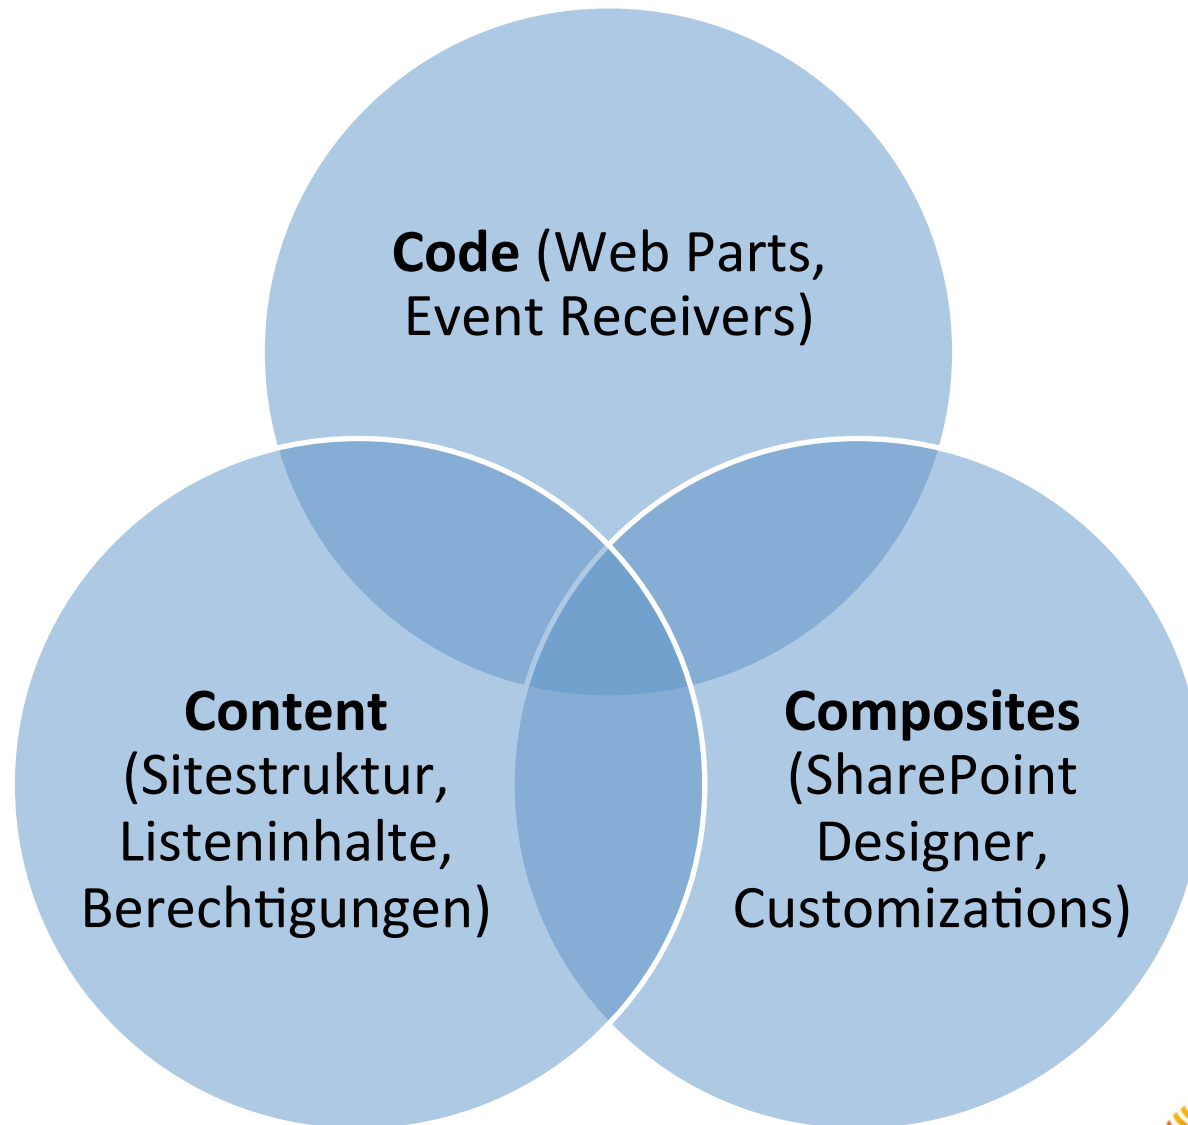 Code (Web Parts,
Event Receivers)
Content
(Sitestruktur,
Listeninhalte,
Berechtigungen)
Composites
(SharePoint
Designer,
Customizations)